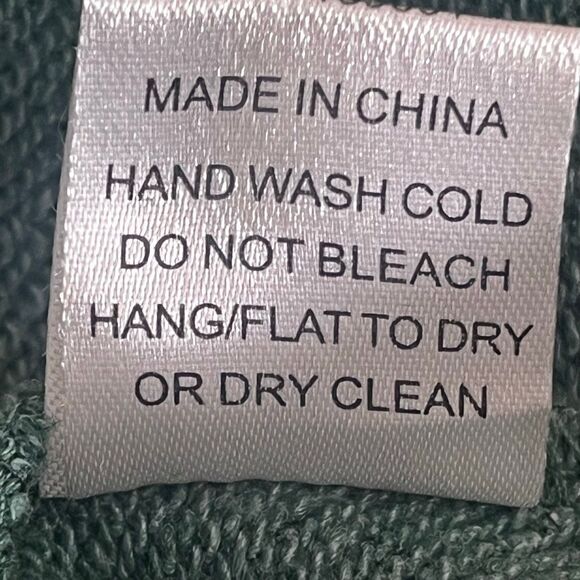 MADE IN CHINA
HAND WASH COLD
DO NOT BLEACH
HANG/FLAT TO DRY
OR DRY CLEAN